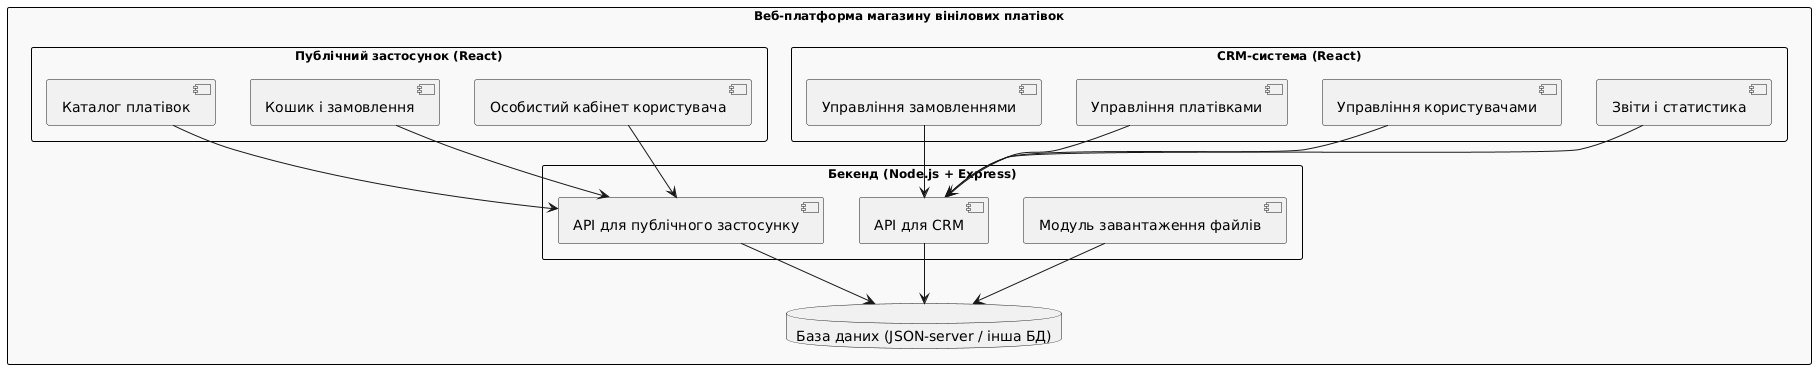 Веб-платформа магазину вінілових платівок
Публічний застосунок (React)
CRM-система (React)
Каталог платівок
Кошик і замовлення
Особистий кабінет користувача
Управління замовленнями
Управління платівками
Управління користувачами
Звіти і статистика
Бекенд (Node.js + Express)
API для публічного застосунку
API для CRM
Модуль завантаження файлів
База даних (JSON-server / інша БД)